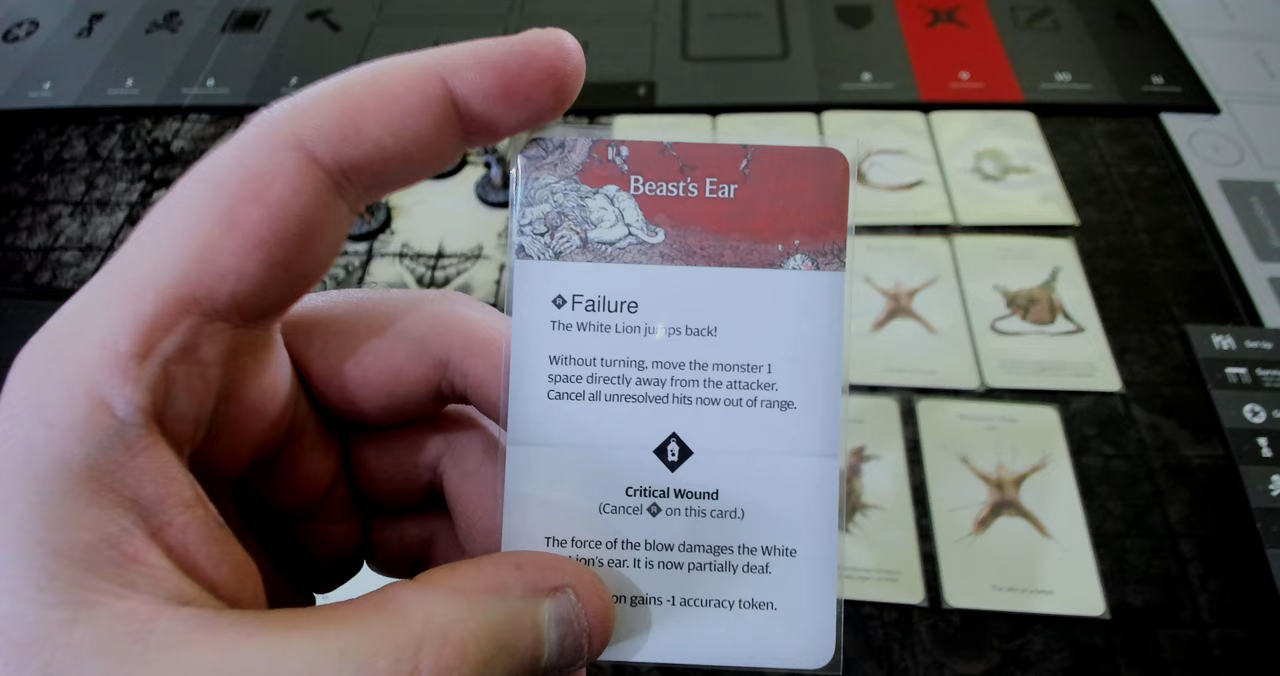 Beast's Ear
Failure
The White Lion jumps back!
Without turning, move the monster 1
space directly away from the attacker.
Cancel all unresolved hits now out of range.
Critical Wound
(Cancel on this card.)
The force of the blow damages the White
ion's ear. It is now partially deaf.
on gains -1 accuracy token.